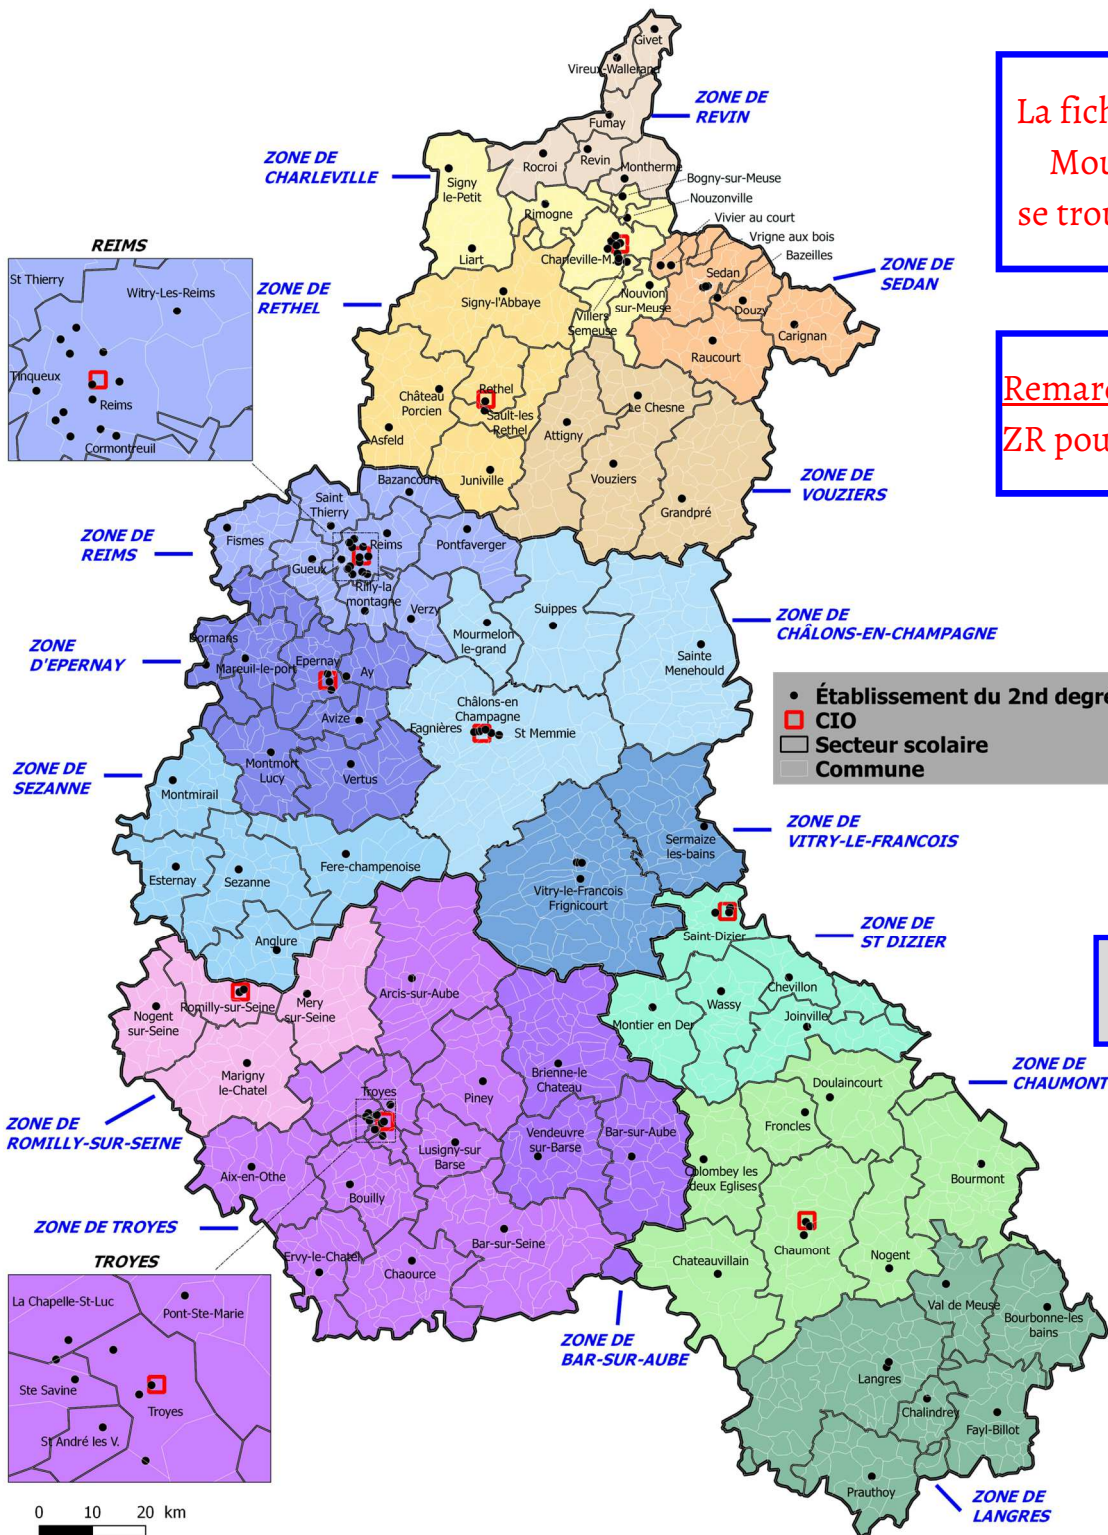 Givet
Vireux-Wallerand
ZONE DE
REVIN
Fumay
Rocroi
Revin
Montherme
ZONE DE
CHARLEVILLE
Signy
le-Petit
Bogny-sur-Meuse
Nouzonville
Rimogne
Vivier au court
Vrigne aux bois
Bazeilles
Liart
Charleville-M.
Sedan
ZONE DE
SEDAN
REIMS
St Thierry
Witry-Les-Reims
Tinqueux
Reims
Cormontreuil
ZONE DE
RETHEL
Signy-l'Abbaye
Nouvion
sur-Meuse
Villers
Semeuse
Douzy
Carignan
Raucourt
Château
Porcien
Rethel
Sault-les
Rethel
Le Chesne
Asfeld
Attigny
Juniville
Vouziers
ZONE DE
VOUZIERS
Grandpré
Bazancourt
Saint
Thierry
ZONE DE
REIMS
Fismes
Reims
Pontfaverger
Gueux
Rilly-la
montagne
Verzy
Suippes
Mourmelon
le-grand
ZONE DE
CHÂLONS-EN-CHAMPAGNE
Sainte
Menehould
ZONE
D'EPERNAY
Dormans
Mareuil-le-port
Epernay
Ay
Avize
Châlons-en
Champagne
Fagnières
St Memmie
Établissement du 2nd degré
CIO
Secteur scolaire
Commune
ZONE DE
SEZANNE
Montmort
Lucy
Vertus
Montmirail
Sermaize
les-bains
ZONE DE
VITRY-LE-FRANCOIS
Esternay
Sezanne
Fere-champenoise
Vitry-le-Francois
Frignicourt
Anglure
Saint-Dizier
ZONE DE
ST DIZIER
Nogent
sur-Seine
Romilly-sur-Seine
Mery
sur-Seine
Arcis-sur-Aube
Chevillon
Wassy
Montier en Der
Joinville
Marigny
le-Chatel
Brienne-le
Chateau
Doulaincourt
ZONE DE
CHAUMONT
Troyes
Piney
Froncles
ZONE DE
ROMILLY-SUR-SEINE
Vendeuvre
sur-Barse
Bar-sur-Aube
Lusigny-sur
Barse
Aix-en-Othe
Bouilly
Colombey les
deux Eglises
Bourmont
ZONE DE TROYES
Bar-sur-Seine
Chaumont
Ervy-le-Chatel
Chaource
Chateauvillain
Nogent
TROYES
La Chapelle-St-Luc
Pont-Ste-Marie
Ste Savine
Troyes
St André les V.
ZONE DE
BAR-SUR-AUBE
Val de Meuse
Bourbonne-les
bains
Langres
Chalindrey
Fayl-Billot
Prauthoy
ZONE DE
LANGRES
0 10 20 km
La fich
Mou
se trou
Remarq
ZR pou